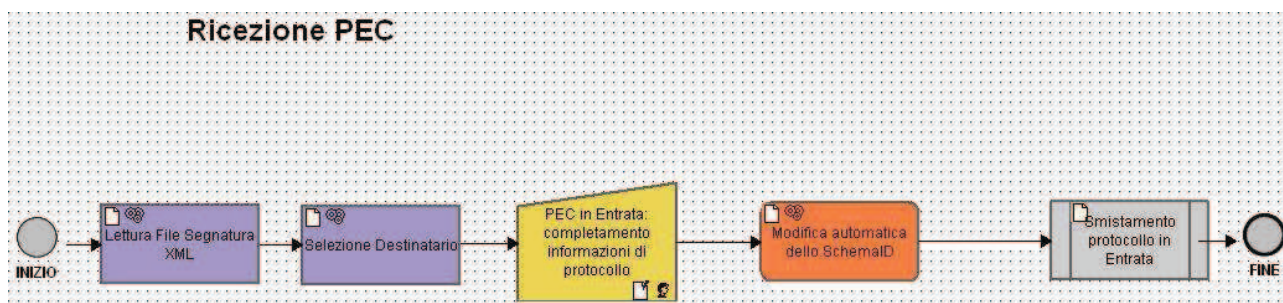 Ricezione PEC
INIZIO
Lettura File Segnatura
XML
Selezione Destinatario
PEC in Entrata:
completamento
informazioni di
protocollo
Modifica automatica
dello SchemaID
Smistamento
protocollo in
Entrata
FINE